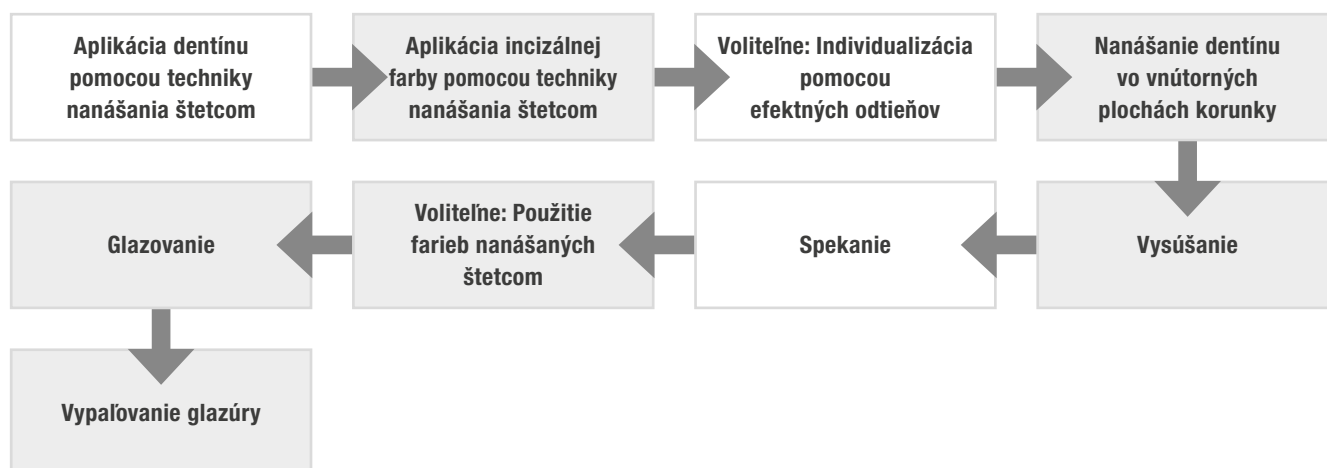 Aplikácia dentínu
pomocou techniky
nanášania štetcom
Aplikácia incizálnej
farby pomocou techniky
nanášania štetcom
Voliteľne: Individualizácia
pomocou
efektných odtieňov
Nanášanie dentínu
vo vnútorných
plochách korunky
Vysúšanie
Spekanie
Voliteľne: Použitie
farieb nanášaných
štetcom
Glazovanie
Vypaľovanie glazúry